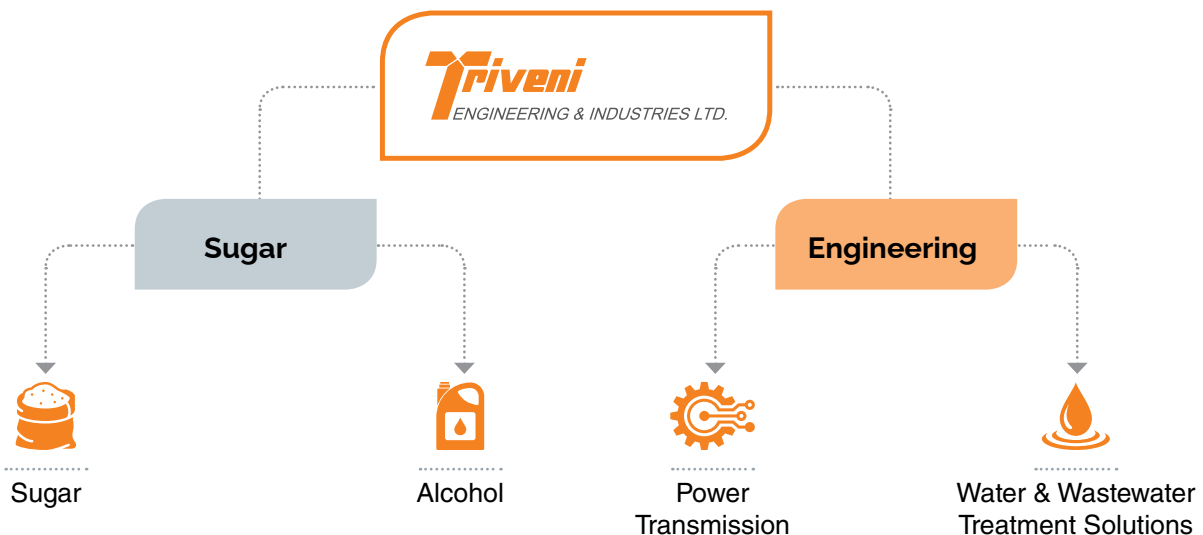 Triveni
ENGINEERING & INDUSTRIES LTD.
Sugar
Engineering
Sugar
Alcohol
Power
Transmission
Water & Wastewater
Treatment Solutions